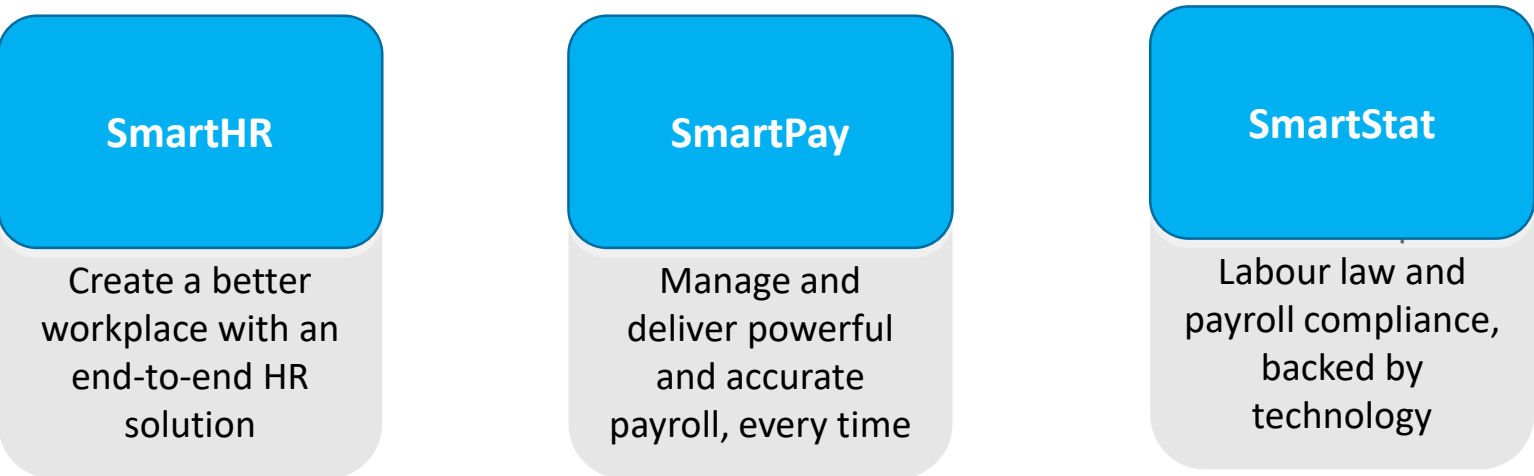 SmartHR
Create a better
workplace with an
end-to-end HR
solution
SmartPay
Manage and
deliver powerful
and accurate
payroll, every time
SmartStat
Labour law and
payroll compliance,
backed by
technology